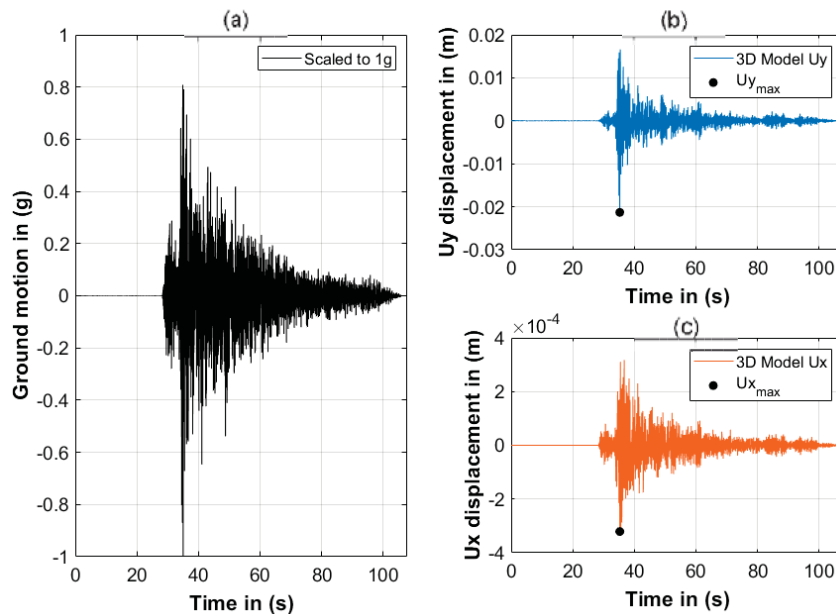 (a)
1
0.8
0.6
0.4
0.2
0
-0.2
-0.4
-0.6
-0.8
-1
Ground motion in (g)
Scaled to 1g
0 20 40 60 80 100
Time in (s)
(b)
0.02
0.01
0
-0.01
-0.02
-0.03
Uy displacement in (m)
3D Model Uy
Uymax
0 20 40 60 80 100
Time in (s)
(c)
×10-4
4
2
0
-2
-4
Ux displacement in (m)
3D Model Ux
Uxmax
0 20 40 60 80 100
Time in (s)